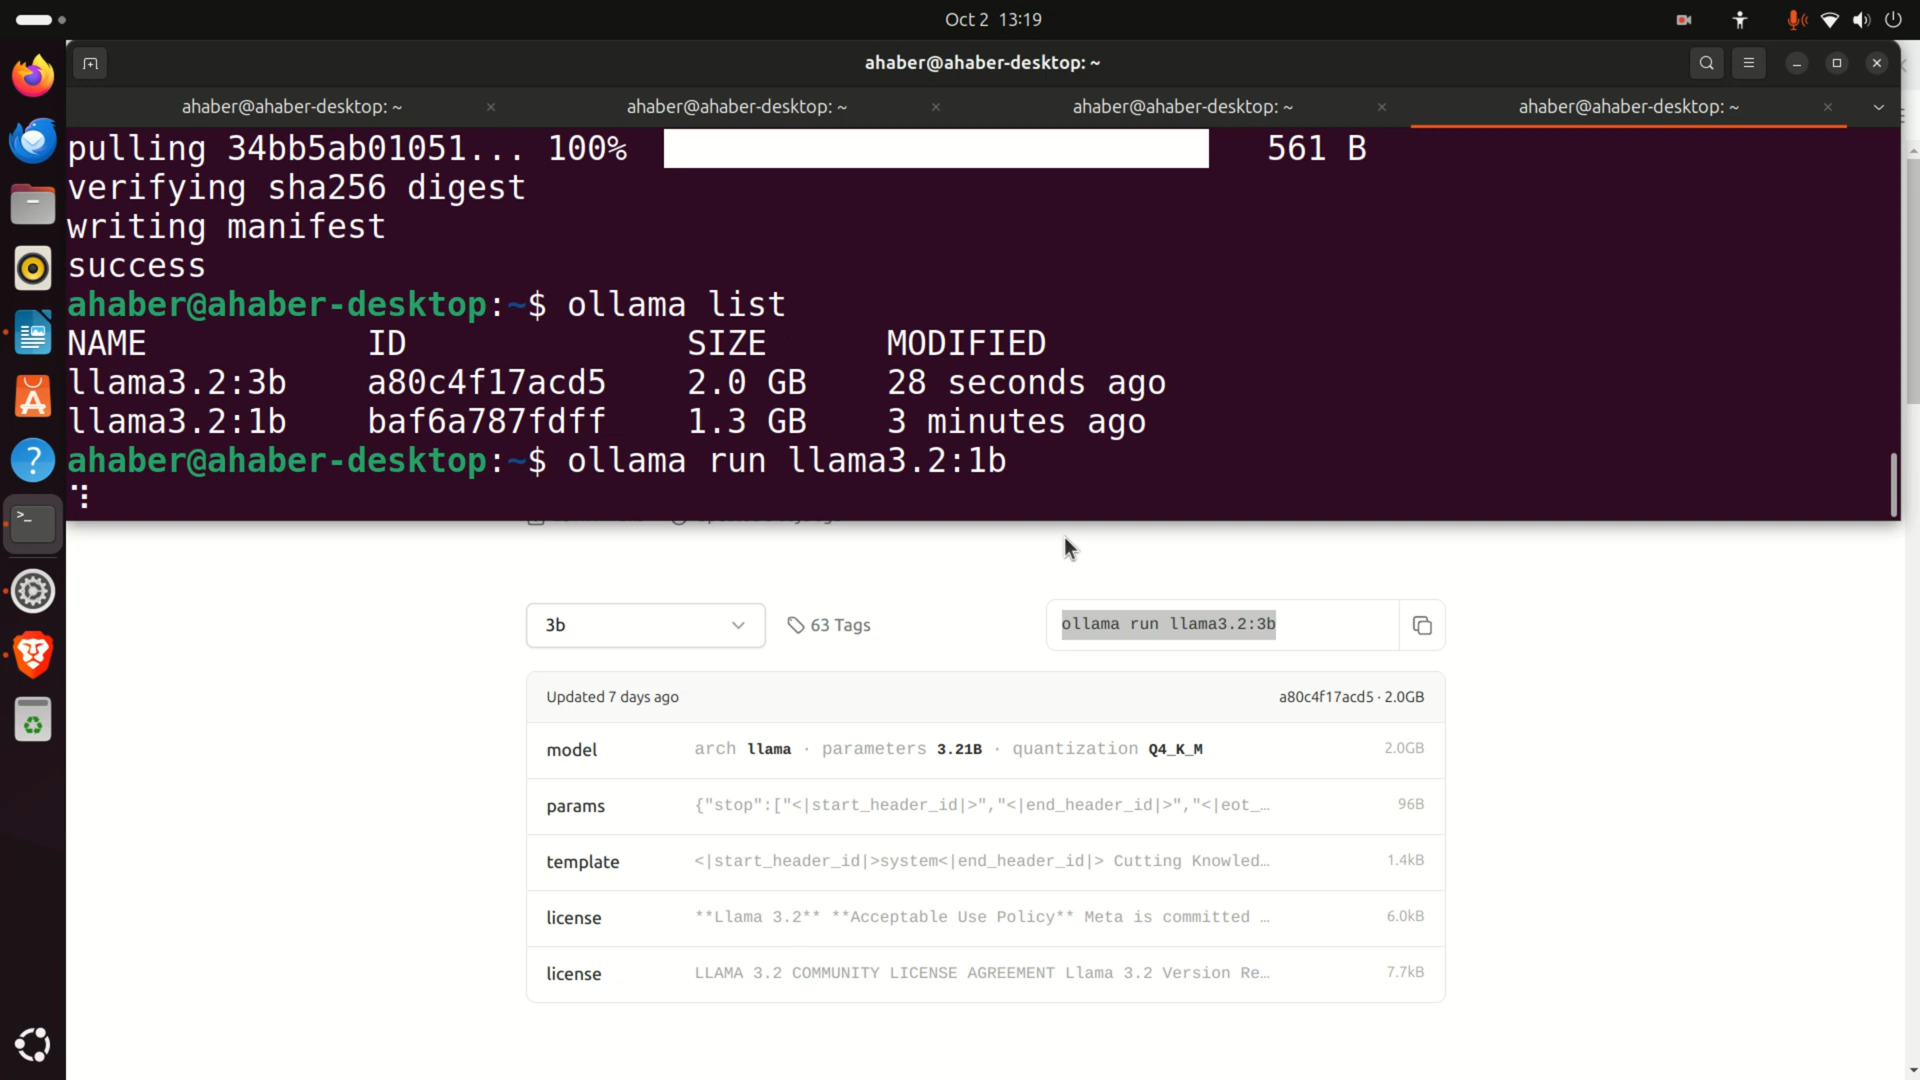 Oct 2 13:19
ahaber@ahaber-desktop: ~
ahaber@ahaber-desktop: ~
ahaber@ahaber-desktop: ~
ahaber@ahaber-desktop: ~
ahaber@ahaber-desktop: ~
pulling 34bb5ab01051... 100% 561 B
verifying sha256 digest
writing manifest
success
ahaber@ahaber-desktop:~$ ollama list
NAME ID SIZE MODIFIED
llama3.2:3b a80c4f17acd5 2.0 GB 28 seconds ago
llama3.2:1b baf6a787fdff 1.3 GB 3 minutes ago
ahaber@ahaber-desktop:~$ ollama run llama3.2:1b
3b 63 Tags ollama run llama3.2:3b
Updated 7 days ago a80c4f17acd5 · 2.0GB
model arch llama · parameters 3.21B · quantization Q4_K_M 2.0GB
params {"stop":["<|start_header_id|>","<|end_header_id|>","<|eot_… 96B
template <|start_header_id|>system<|end_header_id|> Cutting Knowled… 1.4kB
license **Llama 3.2** **Acceptable Use Policy** Meta is committed … 6.0kB
license LLAMA 3.2 COMMUNITY LICENSE AGREEMENT Llama 3.2 Version Re… 7.7kB